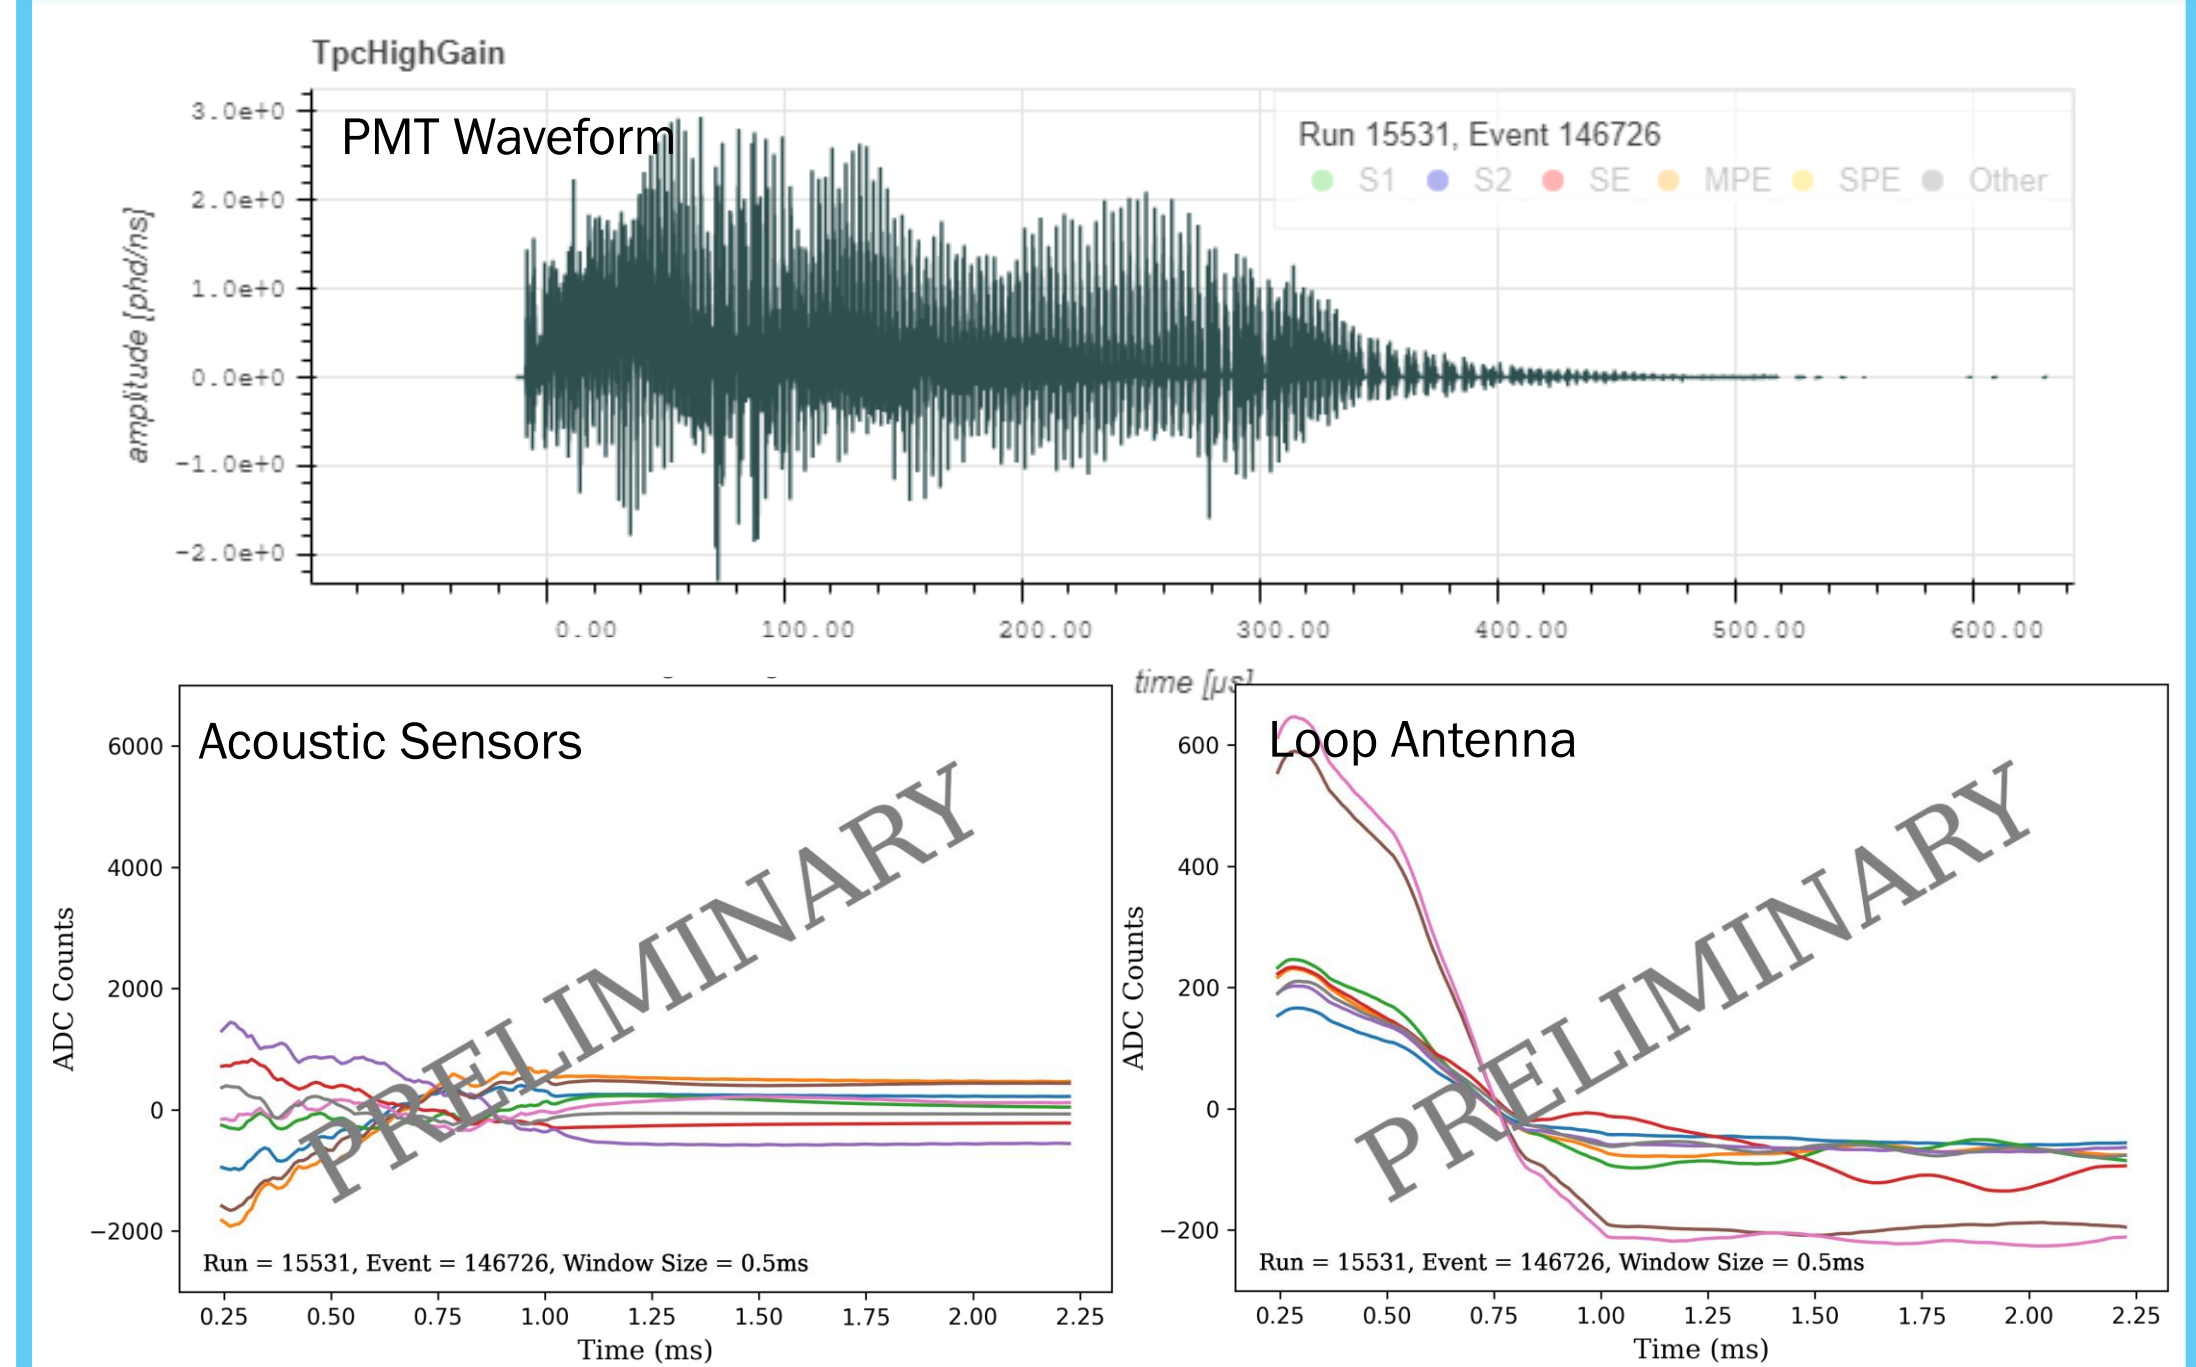 TpcHighGain
PMT Waveform
Run 15531, Event 146726
S1 S2 SE MPE SPE Other
amplitude [phd/ns]
3.0e+0
2.0e+0
1.0e+0
0.0e+0
−1.0e+0
−2.0e+0
0.00 100.00 200.00 300.00 400.00 500.00 600.00
time [µs]
Acoustic Sensors
PRELIMINARY
ADC Counts
6000
4000
2000
0
−2000
Run = 15531, Event = 146726, Window Size = 0.5ms
0.25 0.50 0.75 1.00 1.25 1.50 1.75 2.00 2.25
Time (ms)
Loop Antenna
PRELIMINARY
ADC Counts
600
400
200
0
−200
Run = 15531, Event = 146726, Window Size = 0.5ms
0.25 0.50 0.75 1.00 1.25 1.50 1.75 2.00 2.25
Time (ms)